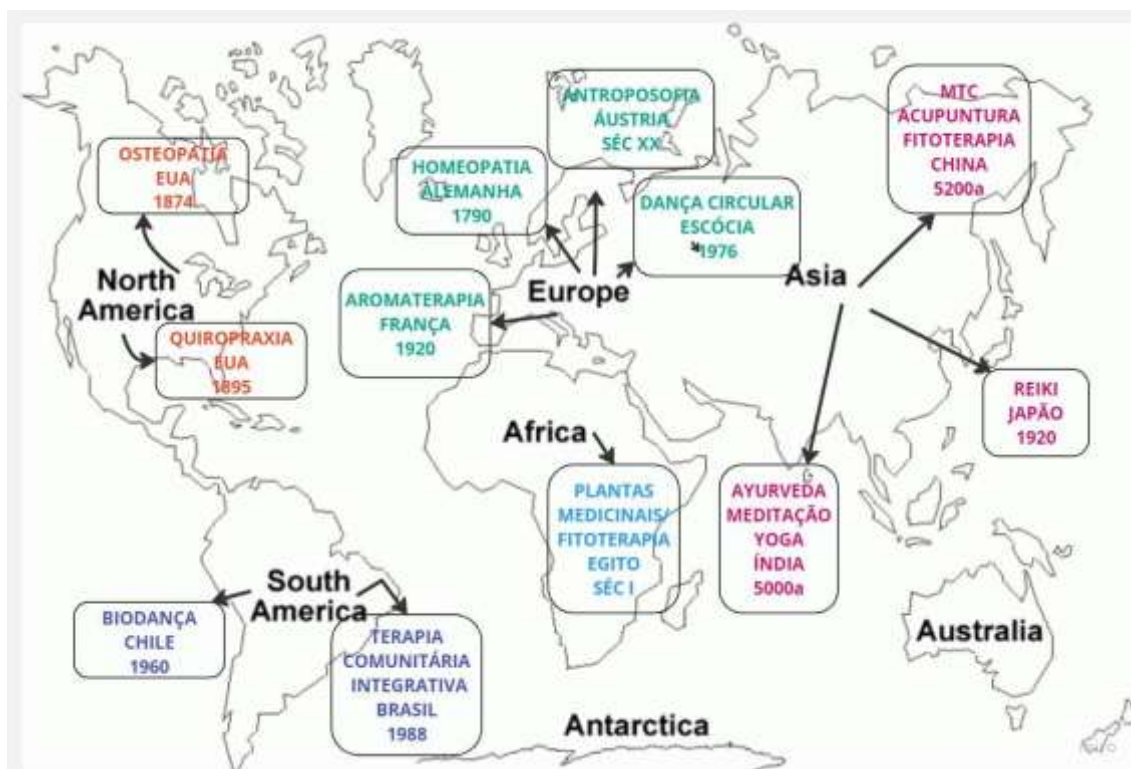 OSTEOPATIA
EUA
1874
North
America
QUIROPRAXIA
EUA
1895
HOMEOPATIA
ALEMANHA
1790
ANTROPOSOFIA
ÁUSTRIA
SÉC XX
DANÇA CIRCULAR
ESCÓCIA
1976
Europe
AROMATERAPIA
FRANÇA
1920
MTC
ACUPUNTURA
FITOTERAPIA
CHINA
5200a
Asia
REIKI
JAPÃO
1920
AYURVEDA
MEDITAÇÃO
YOGA
ÍNDIA
5000a
Africa
PLANTAS
MEDICINAIS/
FITOTERAPIA
EGITO
SÉC I
South
America
BIODANÇA
CHILE
1960
TERAPIA
COMUNITÁRIA
INTEGRATIVA
BRASIL
1988
Australia
Antarctica